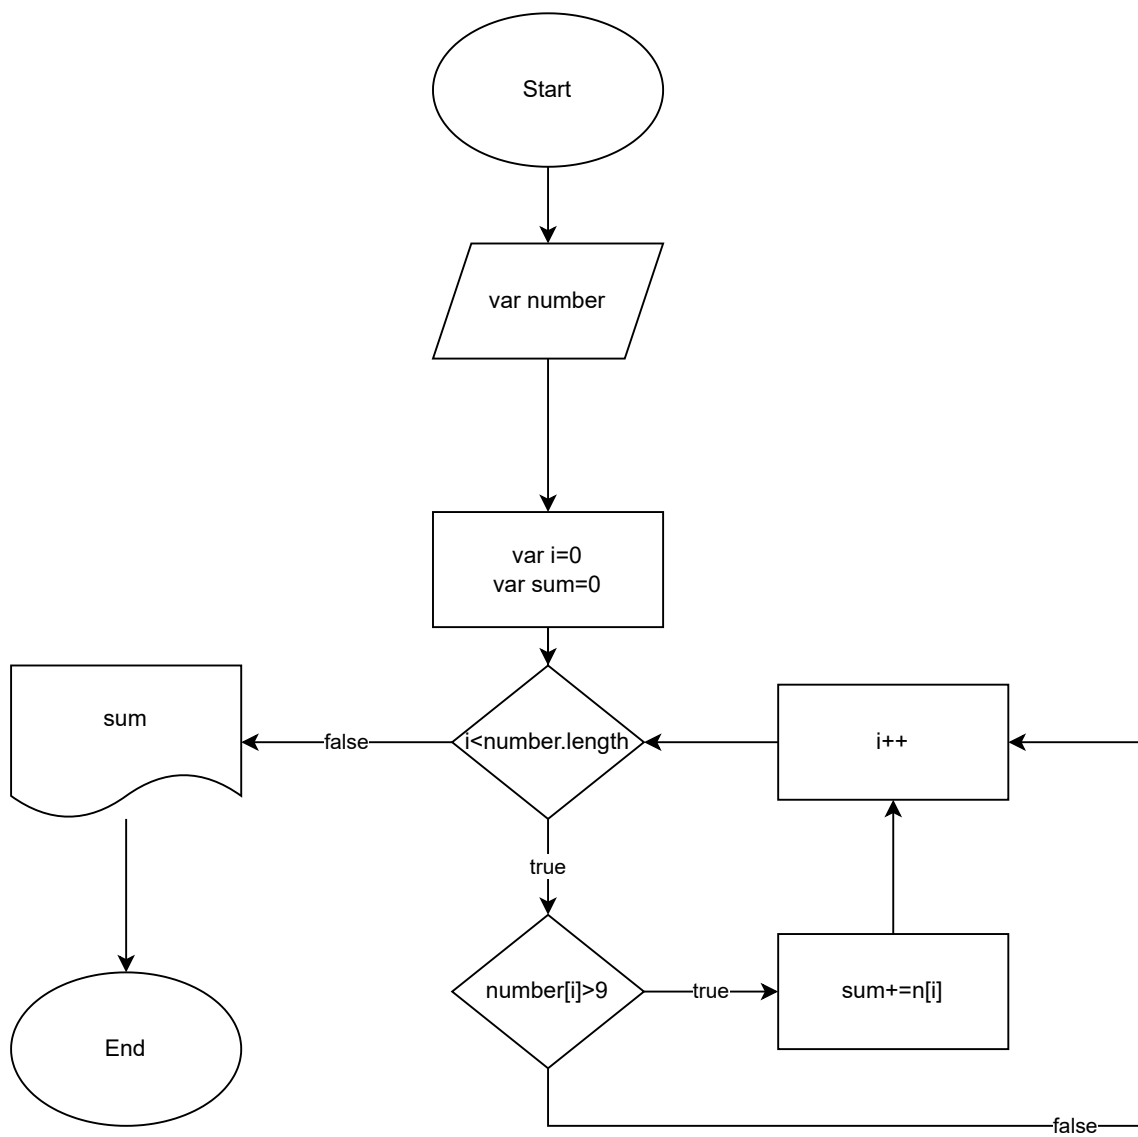 Start
var number
var i=0
var sum=0
i<number.length
false
sum
i++
true
number[i]>9
true
sum+=n[i]
false
End